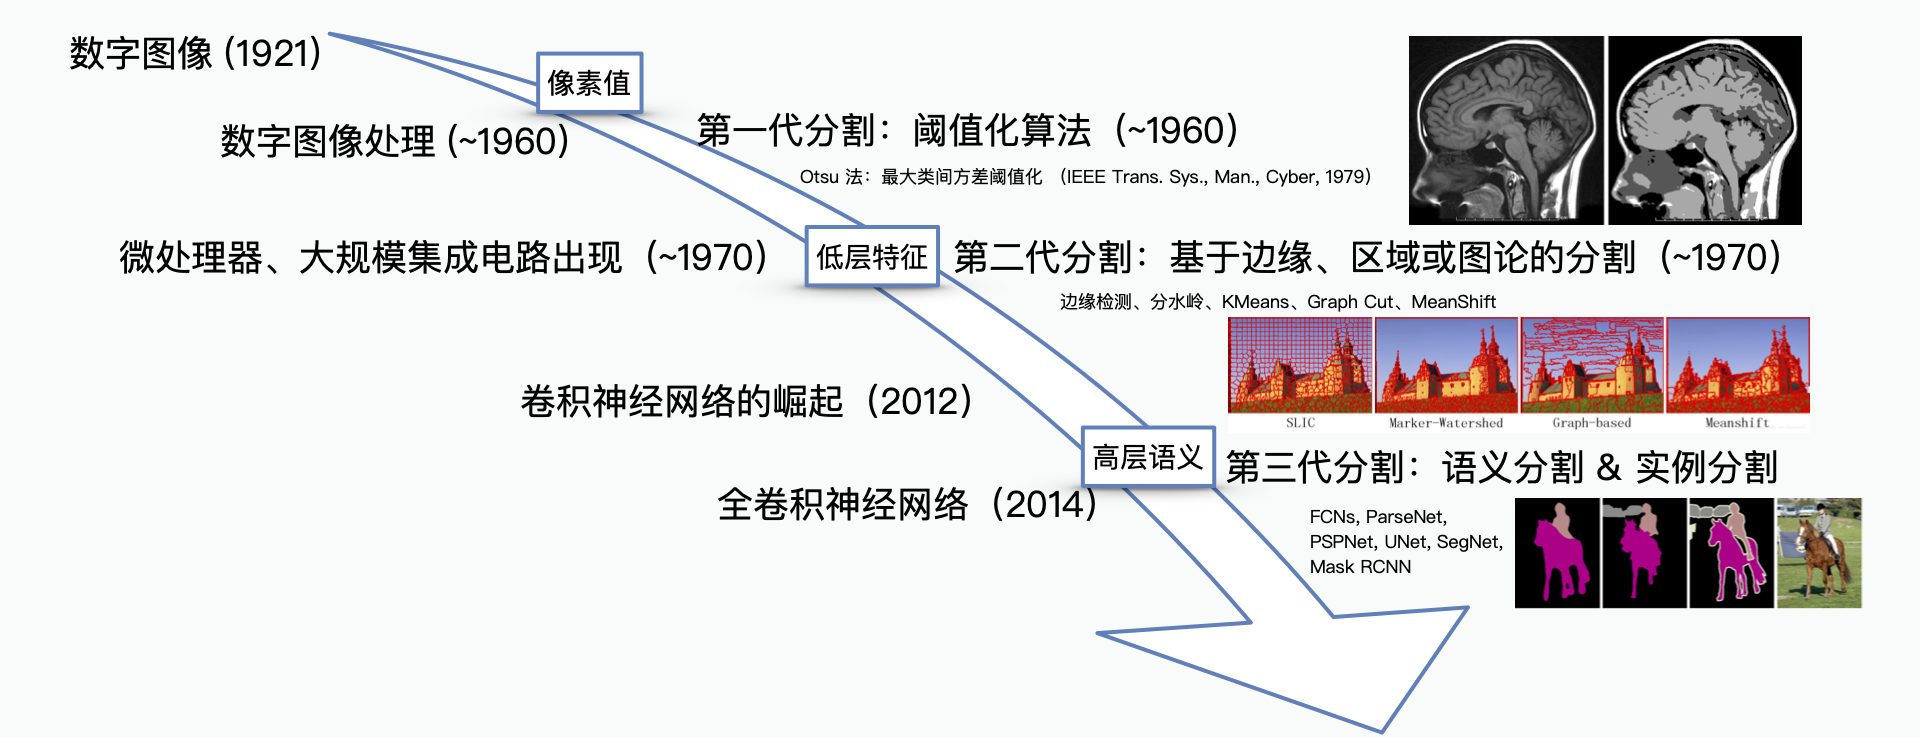 数字图像 (1921)
像素值
数字图像处理 (~1960)
第一代分割：阈值化算法（~1960）
Otsu 法：最大类间方差阈值化 （IEEE Trans. Sys., Man., Cyber, 1979）
微处理器、大规模集成电路出现（~1970）
低层特征
第二代分割：基于边缘、区域或图论的分割（~1970）
边缘检测、分水岭、KMeans、Graph Cut、MeanShift
SLIC
Marker-Watershed
Graph-based
Meanshift
卷积神经网络的崛起（2012）
高层语义
第三代分割：语义分割 & 实例分割
全卷积神经网络（2014）
FCNs, ParseNet,
PSPNet, UNet, SegNet,
Mask RCNN